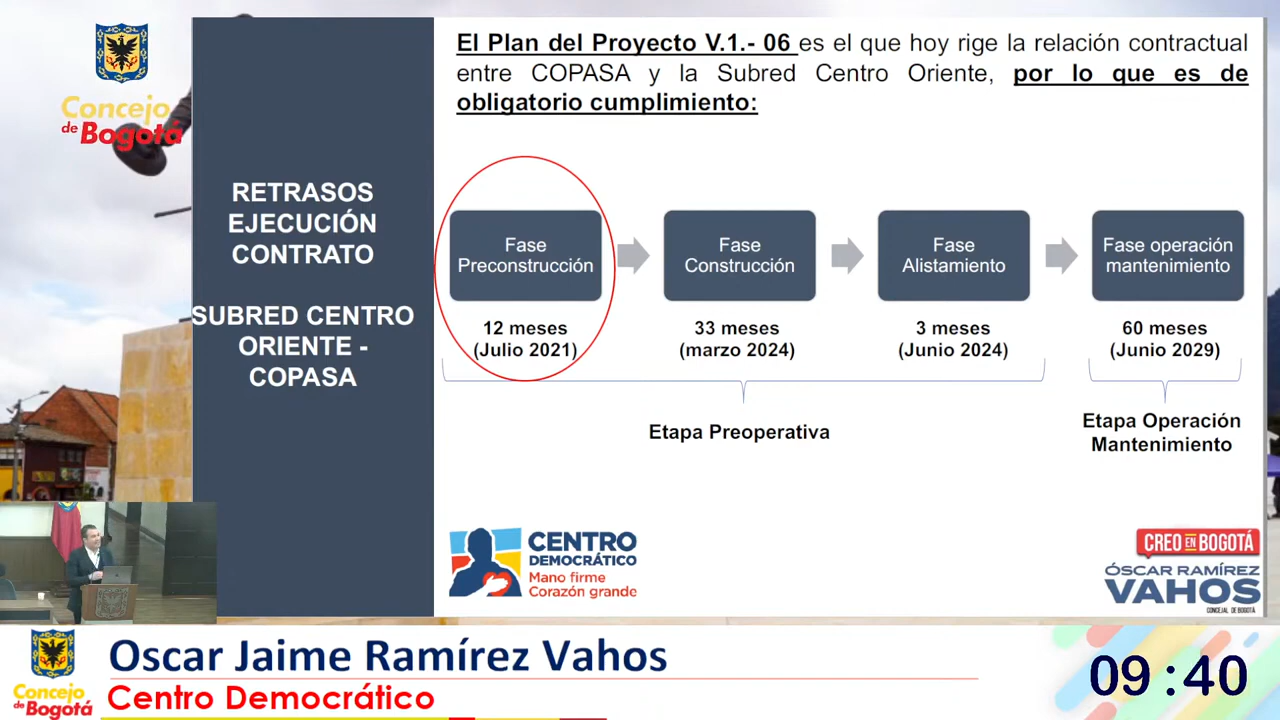 Concejo
de Bogotá
RETRASOS
EJECUCIÓN
CONTRATO
SUBRED CENTRO
ORIENTE -
COPASA
El Plan del Proyecto V.1.- 06 es el que hoy rige la relación contractual
entre COPASA y la Subred Centro Oriente, por lo que es de
obligatorio cumplimiento:
Fase
Preconstrucción
12 meses
(Julio 2021)
Fase
Construcción
33 meses
(marzo 2024)
Fase
Alistamiento
3 meses
(Junio 2024)
Fase operación
mantenimiento
60 meses
(Junio 2029)
Etapa Preoperativa
Etapa Operación
Mantenimiento
CENTRO
DEMOCRÁTICO
Mano firme
Corazón grande
CREO EN BOGOTÁ
ÓSCAR RAMÍREZ
VAHOS
CONCEJAL DE BOGOTÁ
Concejo
de Bogotá
Oscar Jaime Ramírez Vahos
Centro Democrático
09:40